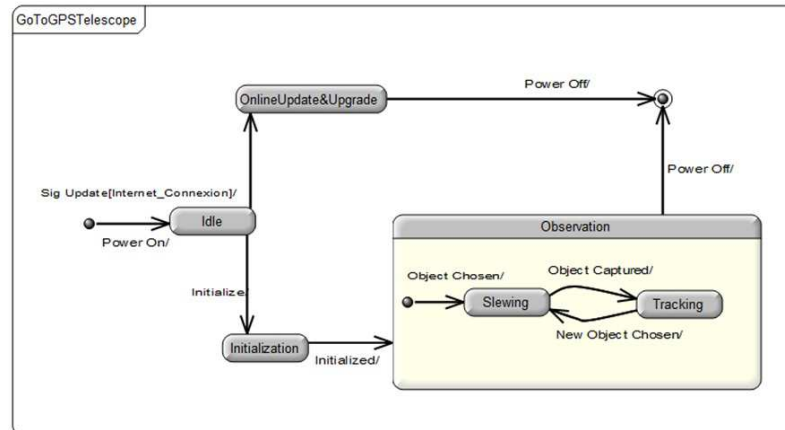 GoToGPSTelescope
OnlineUpdate&Upgrade
Power Off/
Sig Update[Internet_Connexion]/
Idle
Power On/
Power Off/
Observation
Initialize/
Object Chosen/
Object Captured/
Slewing
Tracking
New Object Chosen/
Initialization
Initialized/